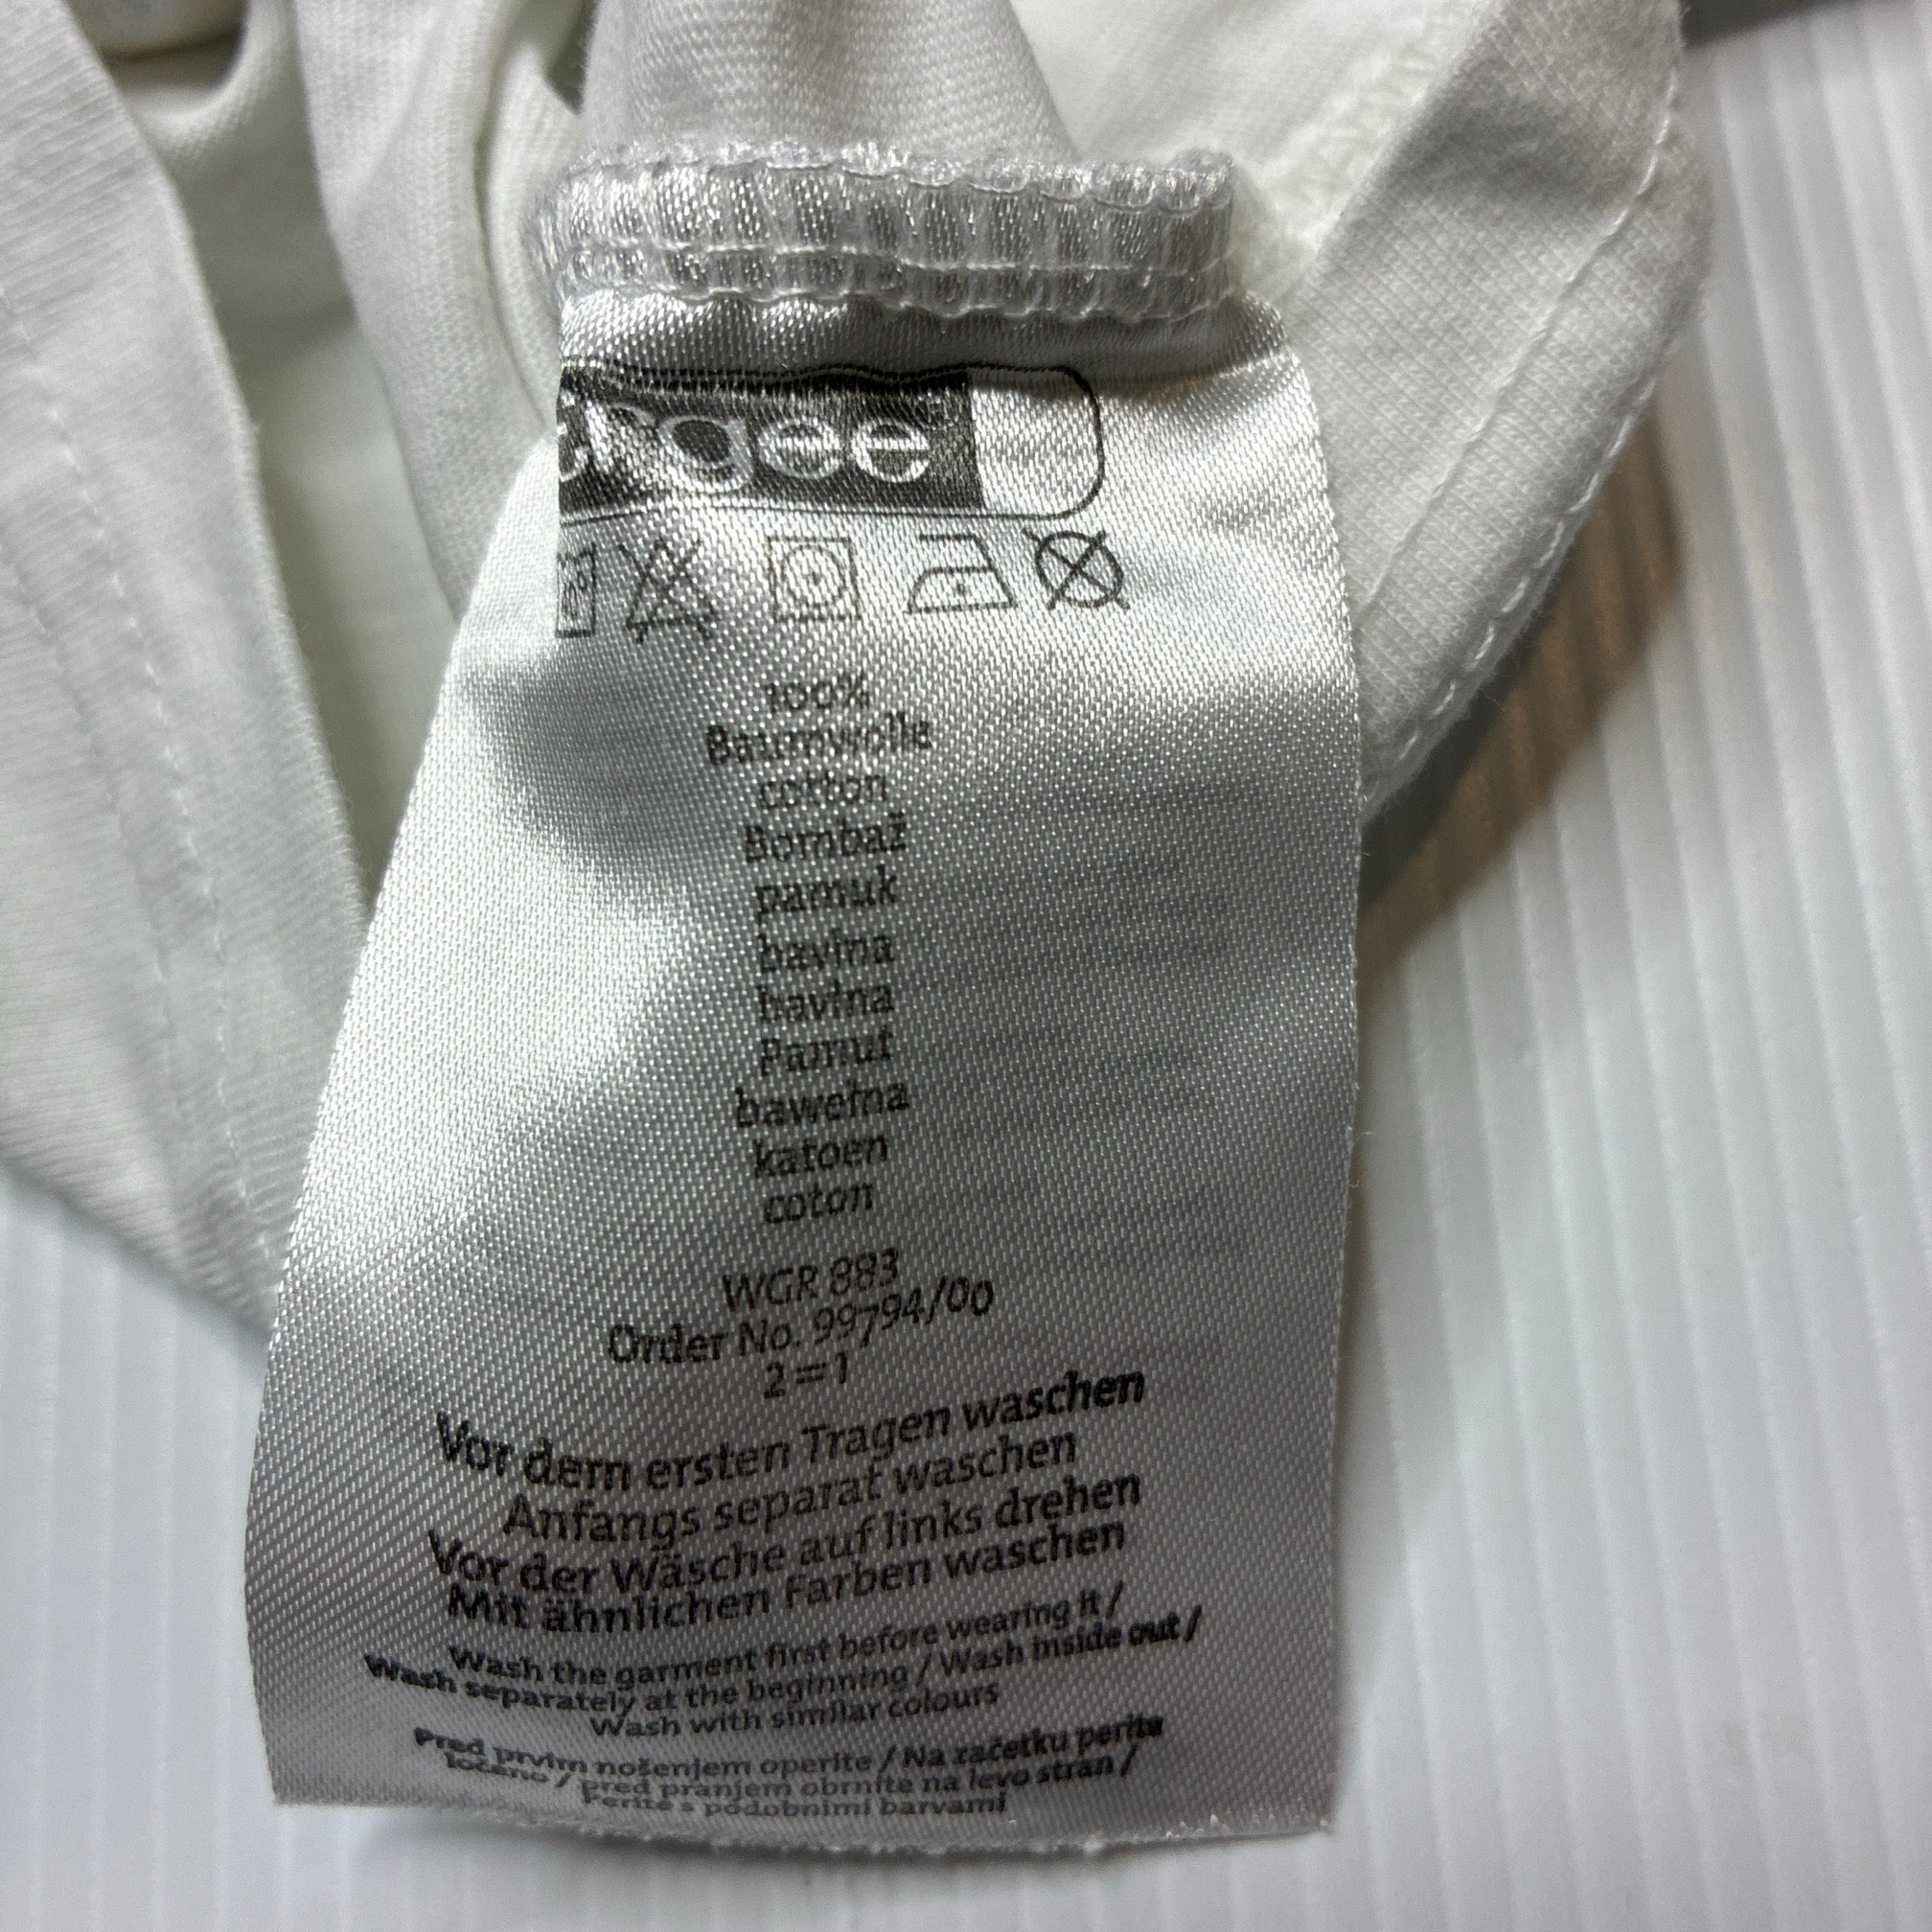 ergee
100%
Baumwolle
cotton
Bombaž
pamuk
bavlna
bavlna
Pamut
bawełna
katoen
coton
WGR 883
Order No. 99794/00
2=1
Vor dem ersten Tragen waschen
Anfangs separat waschen
Vor der Wäsche auf links drehen
Mit ähnlichen Farben waschen
Wash the garment first before wearing it /
Wash separately at the beginning / Wash inside out /
Wash with similar colours
Pred prvim nošenjem operite / Na začetku perite
ločeno / pred pranjem obrnite na levo stran /
Perite s podobnimi barvami